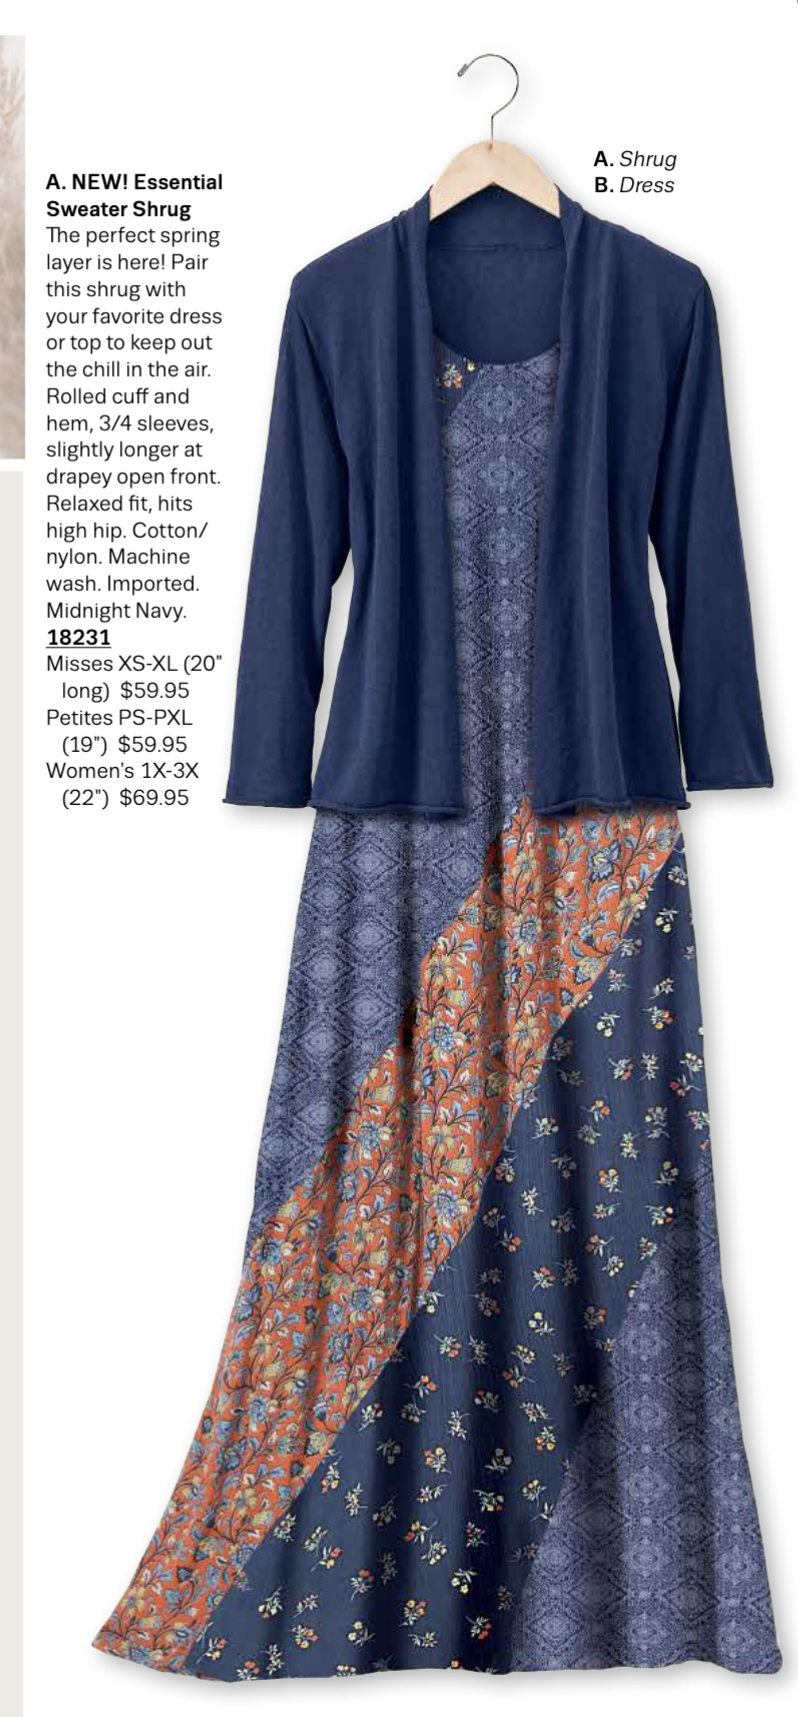 A. NEW! Essential
Sweater Shrug
The perfect spring
layer is here! Pair
this shrug with
your favorite dress
or top to keep out
the chill in the air.
Rolled cuff and
hem, 3/4 sleeves,
slightly longer at
drapey open front.
Relaxed fit, hits
high hip. Cotton/
nylon. Machine
wash. Imported.
Midnight Navy.
18231
Misses XS-XL (20"
long) $59.95
Petites PS-PXL
(19") $59.95
Women's 1X-3X
(22") $69.95
A. Shrug
B. Dress